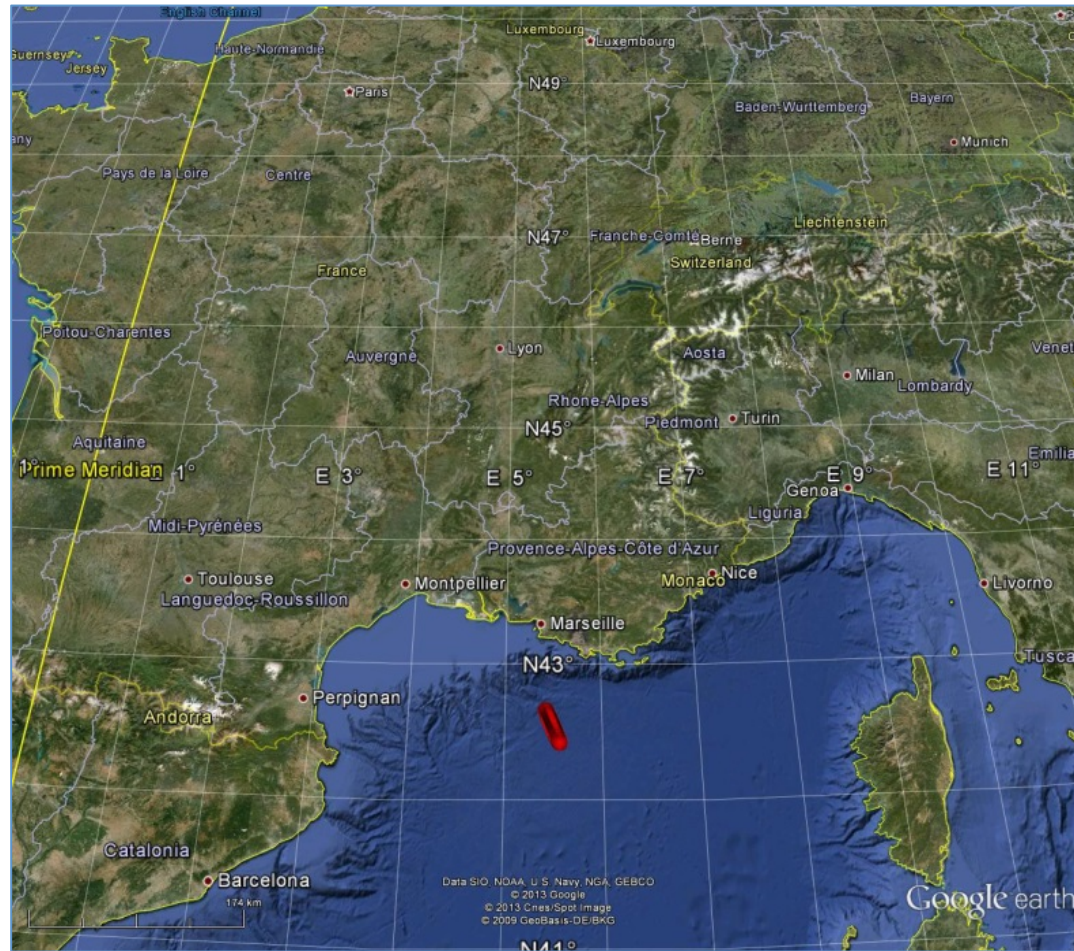 English Channel
Guernsey
Jersey
Haute-Normandie
Luxembourg
Luxembourg
Paris
N49°
Baden-Wurttemberg
Bayern
Munich
Pays de la Loire
Centre
Liechtenstein
N47°
Franche-Comté
Berne
Switzerland
France
Poitou-Charentes
Auvergne
Lyon
Aosta
Milan
Lombardy
Venet
Rhone-Alpes
Piedmont
Turin
Aquitaine
N45°
Emilia
1°
Prime Meridian
1°
E 3°
E 5°
E 7°
E 19°
E 11°
Genoa
Liguria
Midi-Pyrénées
Provence-Alpes-Côte d'Azur
Toulouse
Montpellier
Monaco
Nice
Livorno
Languedoc-Roussillon
Marseille
N43°
Tusca
Perpignan
Andorra
Catalonia
Barcelona
174 km
Data SIO, NOAA, U.S. Navy, NGA, GEBCO
© 2013 Google
© 2013 Cnes/Spot Image
© 2009 GeoBasis-DE/BKG
Google earth
N41°